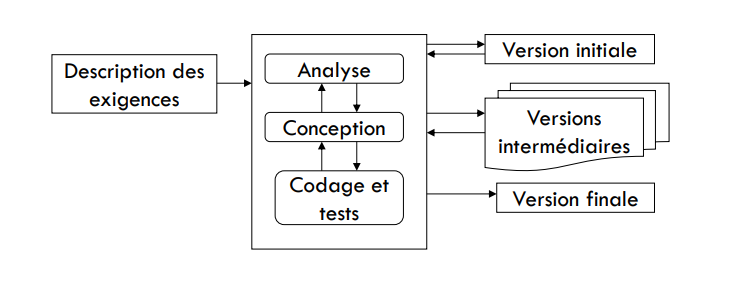 Description des
exigences
Analyse
Conception
Codage et
tests
Version initiale
Versions
intermédiaires
Version finale